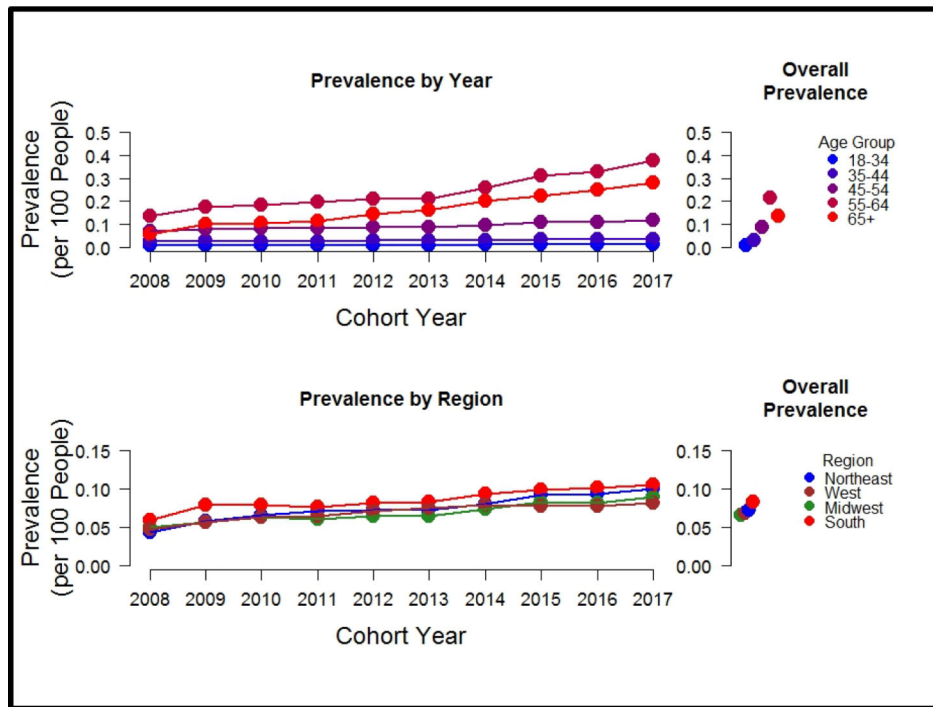 Prevalence by Year
Prevalence
(per 100 People)
0.5
0.4
0.3
0.2
0.1
0.0
2008 2009 2010 2011 2012 2013 2014 2015 2016 2017
Cohort Year
Overall
Prevalence
0.5
0.4
0.3
0.2
0.1
0.0
Age Group
18-34
35-44
45-54
55-64
65+
Prevalence by Region
Prevalence
(per 100 People)
0.15
0.10
0.05
0.00
2008 2009 2010 2011 2012 2013 2014 2015 2016 2017
Cohort Year
Overall
Prevalence
0.15
0.10
0.05
0.00
Region
Northeast
West
Midwest
South